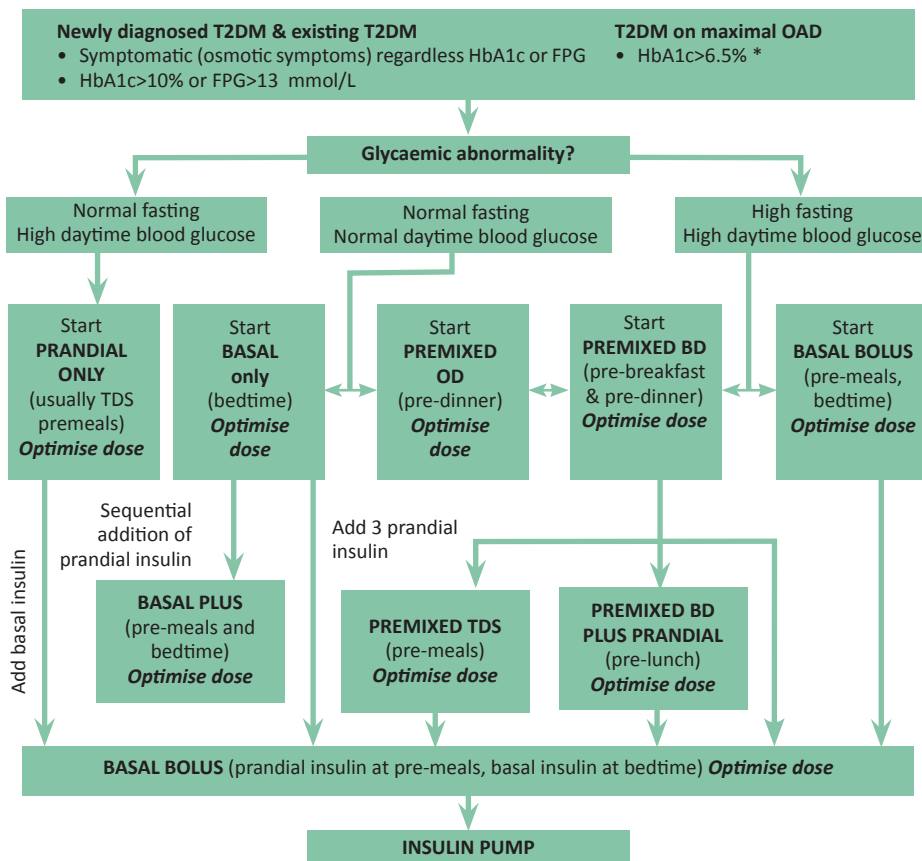 Newly diagnosed T2DM & existing T2DM
• Symptomatic (osmotic symptoms) regardless HbA1c or FPG
• HbA1c>10% or FPG>13 mmol/L
T2DM on maximal OAD
• HbA1c>6.5% *
Glycaemic abnormality?
Normal fasting
High daytime blood glucose
Normal fasting
Normal daytime blood glucose
High fasting
High daytime blood glucose
Start
PRANDIAL
ONLY
(usually TDS
premeals)
Optimise dose
Start
BASAL
only
(bedtime)
Optimise
dose
Start
PREMIXED
OD
(pre-dinner)
Optimise
dose
Start
PREMIXED BD
(pre-breakfast
& pre-dinner)
Optimise dose
Start
BASAL BOLUS
(pre-meals,
bedtime)
Optimise dose
Add basal insulin
Sequential
addition of
prandial insulin
Add 3 prandial
insulin
BASAL PLUS
(pre-meals and
bedtime)
Optimise dose
PREMIXED TDS
(pre-meals)
Optimise dose
PREMIXED BD
PLUS PRANDIAL
(pre-lunch)
Optimise dose
BASAL BOLUS (prandial insulin at pre-meals, basal insulin at bedtime) Optimise dose
INSULIN PUMP